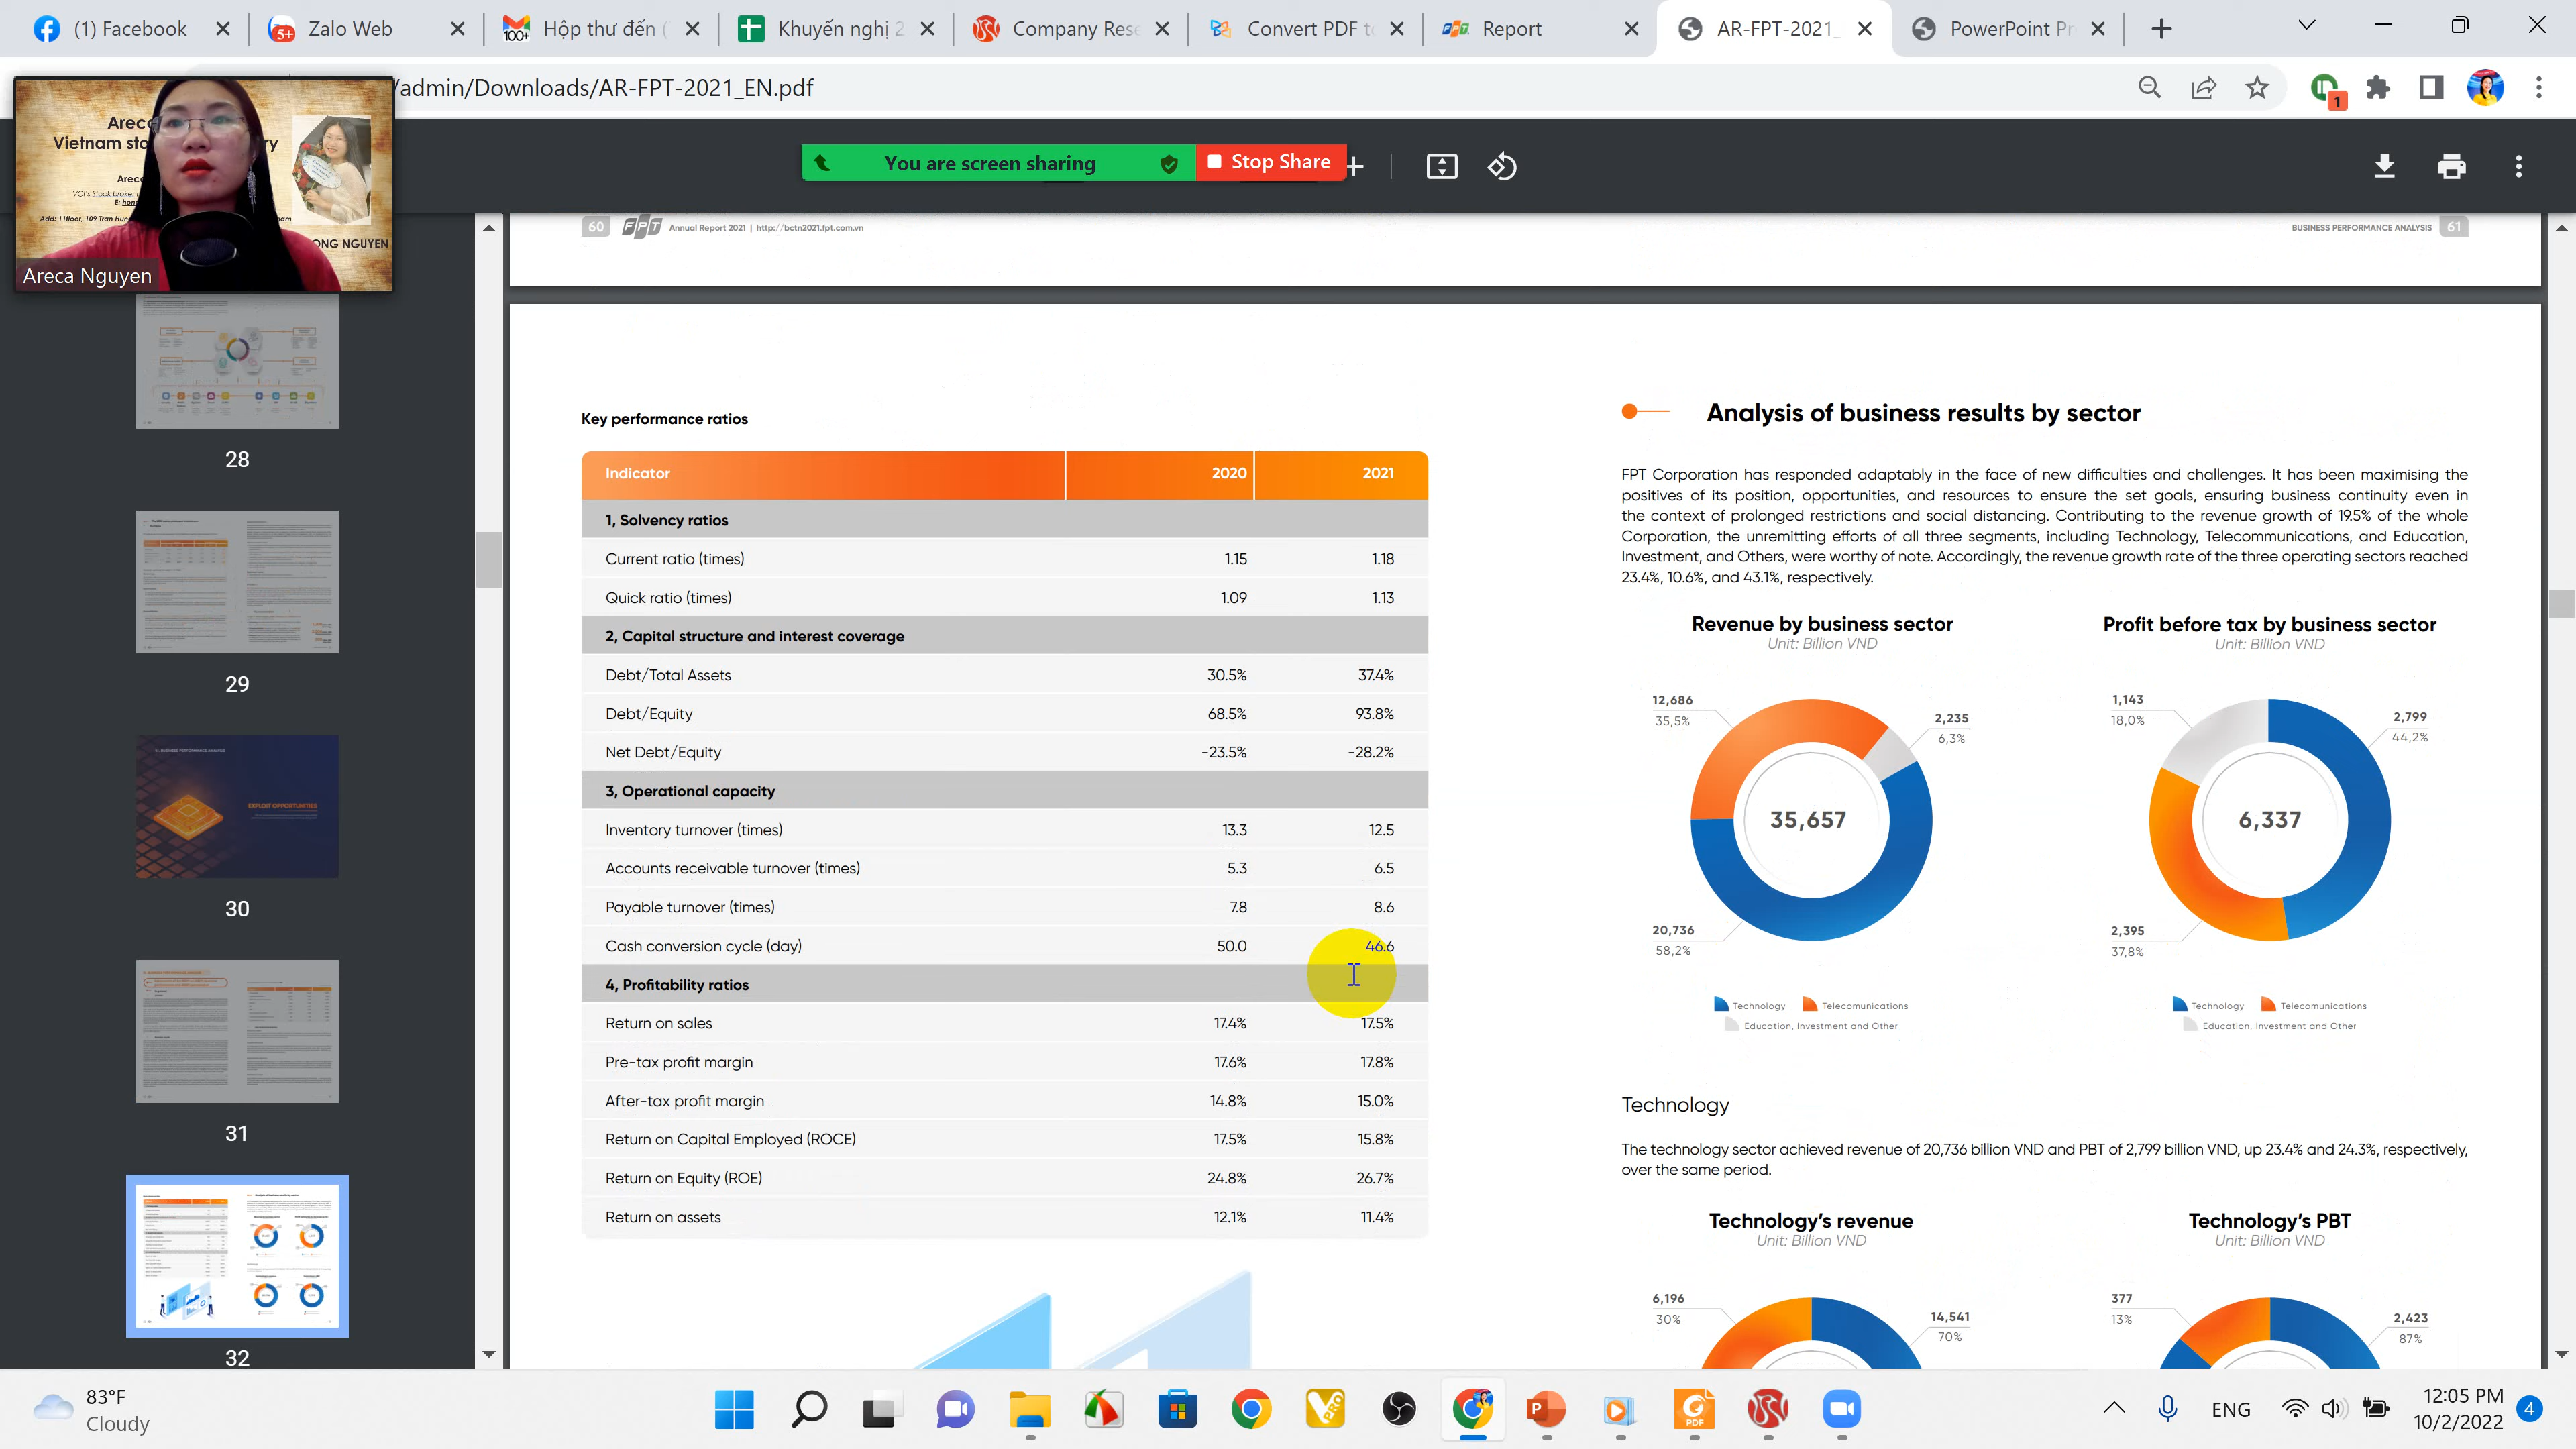 (1) Facebook
Zalo Web
Hộp thư đến (
Khuyến nghị 2
Company Rese
Convert PDF to
Report
AR-FPT-2021_
PowerPoint Pr
/admin/Downloads/AR-FPT-2021_EN.pdf
You are screen sharing
Stop Share
Areca Nguyen
ONG NGUYEN
60 FPT Annual Report 2021 | http://bctn2021.fpt.com.vn
BUSINESS PERFORMANCE ANALYSIS 61
28
29
EXPLOIT OPPORTUNITIES
30
31
32
Key performance ratios
Indicator 2020 2021
1, Solvency ratios
Current ratio (times) 1.15 1.18
Quick ratio (times) 1.09 1.13
2, Capital structure and interest coverage
Debt/Total Assets 30.5% 37.4%
Debt/Equity 68.5% 93.8%
Net Debt/Equity -23.5% -28.2%
3, Operational capacity
Inventory turnover (times) 13.3 12.5
Accounts receivable turnover (times) 5.3 6.5
Payable turnover (times) 7.8 8.6
Cash conversion cycle (day) 50.0 46.6
4, Profitability ratios
Return on sales 17.4% 17.5%
Pre-tax profit margin 17.6% 17.8%
After-tax profit margin 14.8% 15.0%
Return on Capital Employed (ROCE) 17.5% 15.8%
Return on Equity (ROE) 24.8% 26.7%
Return on assets 12.1% 11.4%
Analysis of business results by sector
FPT Corporation has responded adaptably in the face of new difficulties and challenges. It has been maximising the
positives of its position, opportunities, and resources to ensure the set goals, ensuring business continuity even in
the context of prolonged restrictions and social distancing. Contributing to the revenue growth of 19.5% of the whole
Corporation, the unremitting efforts of all three segments, including Technology, Telecommunications, and Education,
Investment, and Others, were worthy of note. Accordingly, the revenue growth rate of the three operating sectors reached
23.4%, 10.6%, and 43.1%, respectively.
Revenue by business sector
Unit: Billion VND
12,686
35,5%
2,235
6,3%
35,657
20,736
58,2%
Technology Telecomunications
Education, Investment and Other
Profit before tax by business sector
Unit: Billion VND
1,143
18,0%
2,799
44,2%
6,337
2,395
37,8%
Technology Telecomunications
Education, Investment and Other
Technology
The technology sector achieved revenue of 20,736 billion VND and PBT of 2,799 billion VND, up 23.4% and 24.3%, respectively,
over the same period.
Technology's revenue
Unit: Billion VND
6,196
30%
14,541
70%
Technology's PBT
Unit: Billion VND
377
13%
2,423
87%
83°F
Cloudy
ENG
12:05 PM
10/2/2022
4